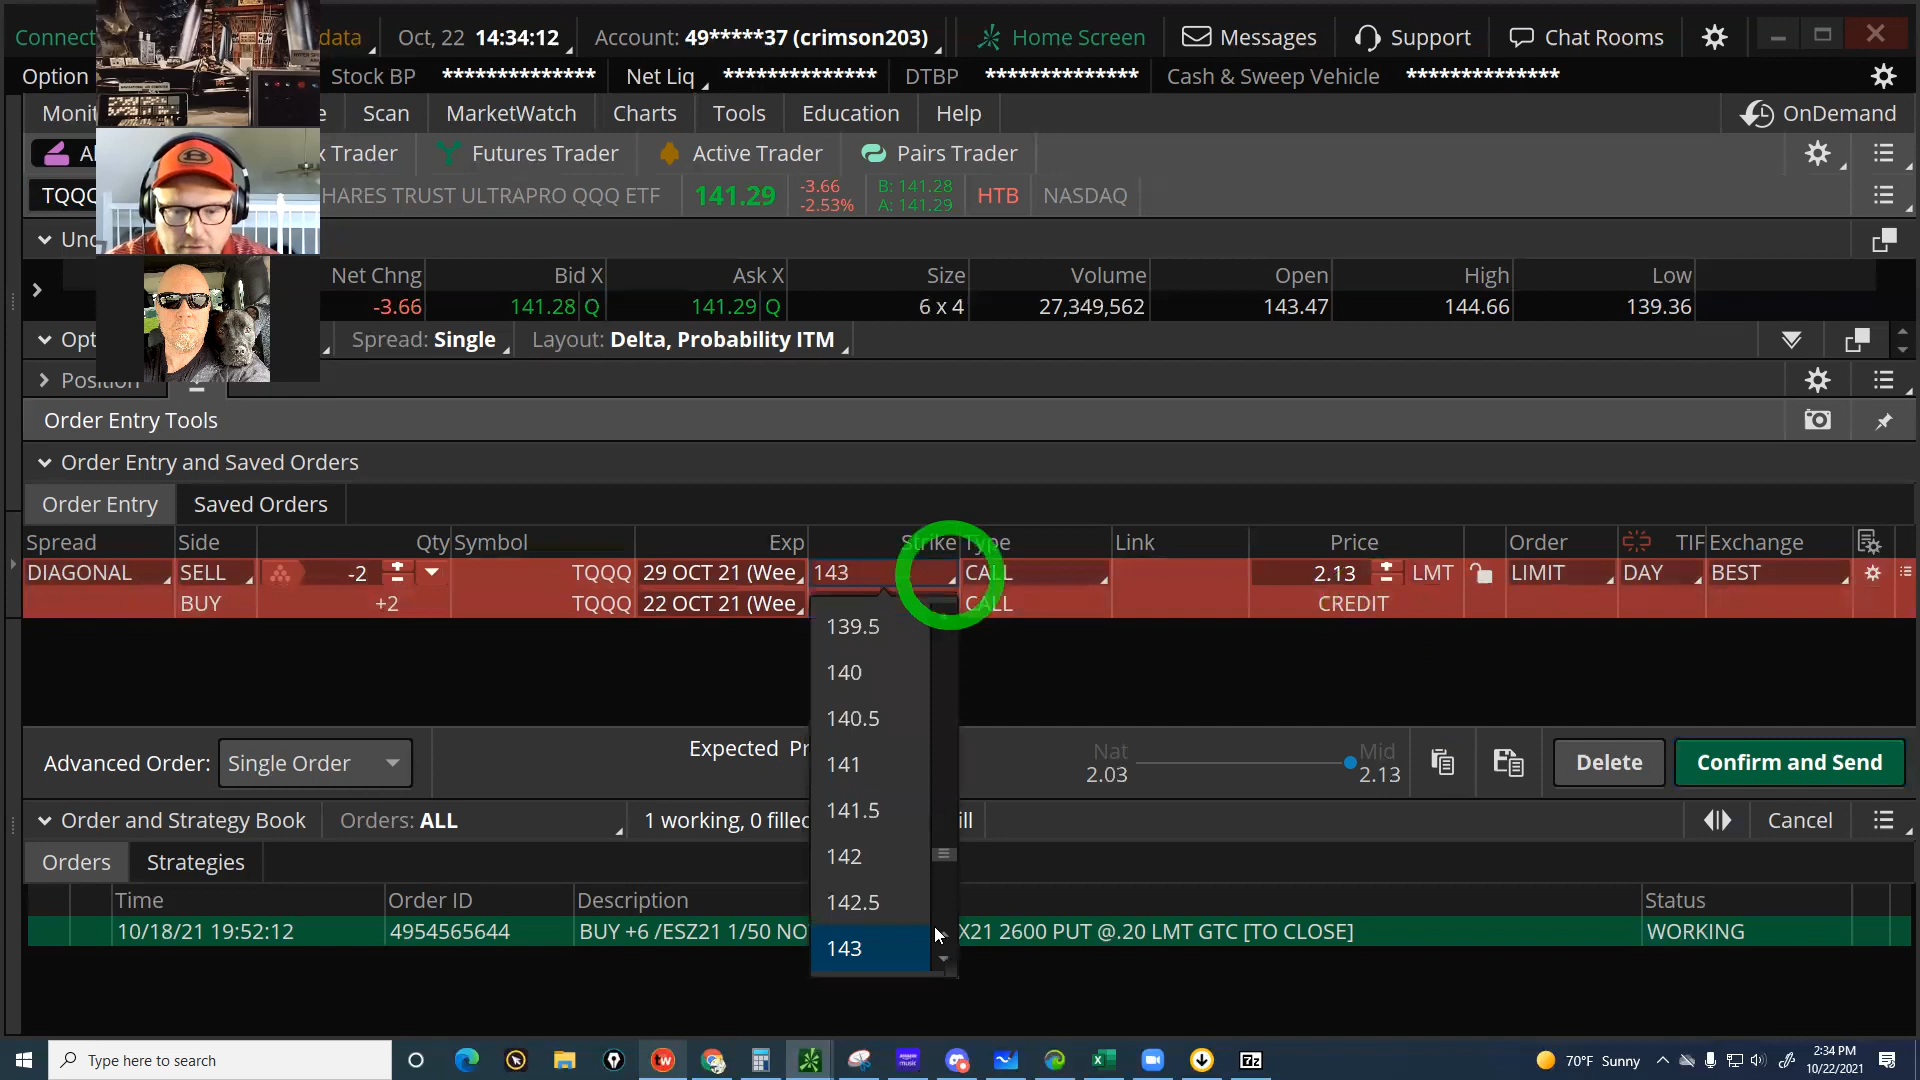 Connect
data
Oct, 22 14:34:12
Account: 49*****37 (crimson203)
Home Screen
Messages
Support
Chat Rooms
Option
Stock BP **************
Net Liq **************
DTBP **************
Cash & Sweep Vehicle **************
Monit
e
Scan
MarketWatch
Charts
Tools
Education
Help
OnDemand
Al
x Trader
Futures Trader
Active Trader
Pairs Trader
TQQQ
HARES TRUST ULTRAPRO QQQ ETF
141.29
-3.66
-2.53%
B: 141.28
A: 141.29
HTB
NASDAQ
Und
Net Chng Bid X Ask X Size Volume Open High Low
-3.66 141.28 Q 141.29 Q 6 x 4 27,349,562 143.47 144.66 139.36
Opt
Spread: Single
Layout: Delta, Probability ITM
Position
Order Entry Tools
Order Entry and Saved Orders
Order Entry Saved Orders
Spread Side Qty Symbol Exp Strike Type Link Price Order TIF Exchange
DIAGONAL SELL -2 TQQQ 29 OCT 21 (Wee 143 CALL 2.13 LMT LIMIT DAY BEST
BUY +2 TQQQ 22 OCT 21 (Wee CALL CREDIT
139.5
140
140.5
141
141.5
142
142.5
143
Advanced Order: Single Order
Expected Pr
Nat
2.03
Mid
2.13
Delete
Confirm and Send
Order and Strategy Book
Orders: ALL
1 working, 0 filled
ill
Cancel
Orders Strategies
Time Order ID Description Status
10/18/21 19:52:12 4954565644 BUY +6 /ESZ21 1/50 NO X21 2600 PUT @.20 LMT GTC [TO CLOSE] WORKING
Type here to search
70°F Sunny
2:34 PM
10/22/2021